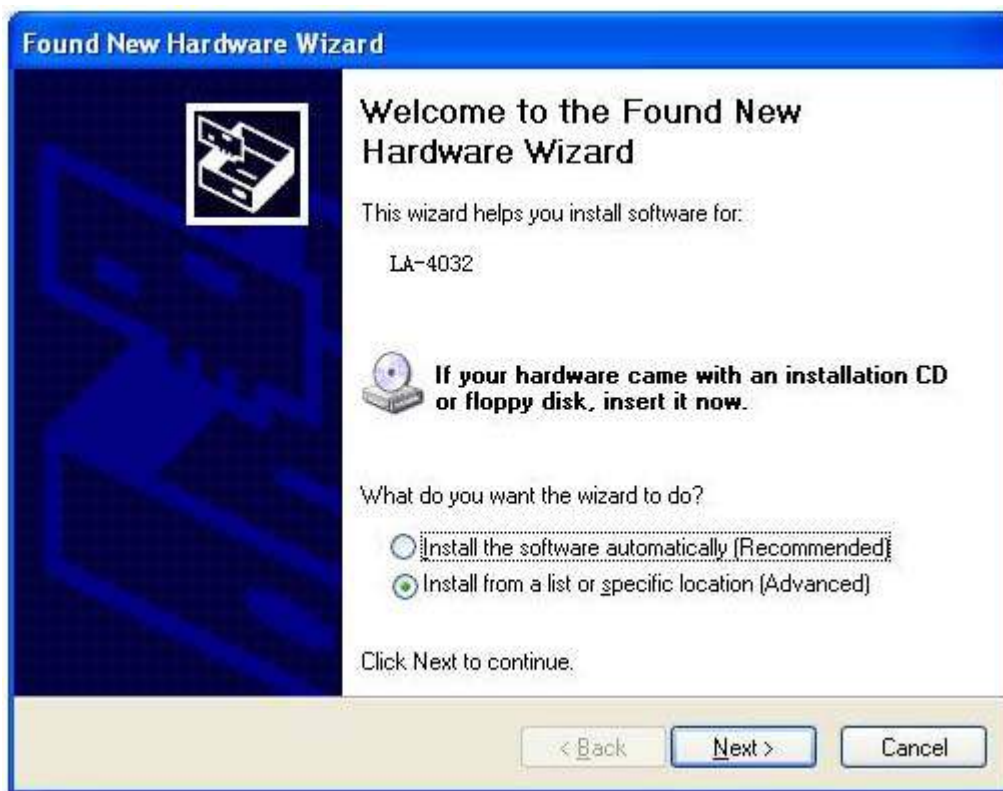 Found New Hardware Wizard
Welcome to the Found New
Hardware Wizard
This wizard helps you install software for:
LA-4032
If your hardware came with an installation CD
or floppy disk, insert it now.
What do you want the wizard to do?
Install the software automatically (Recommended)
Install from a list or specific location (Advanced)
Click Next to continue.
< Back Next > Cancel